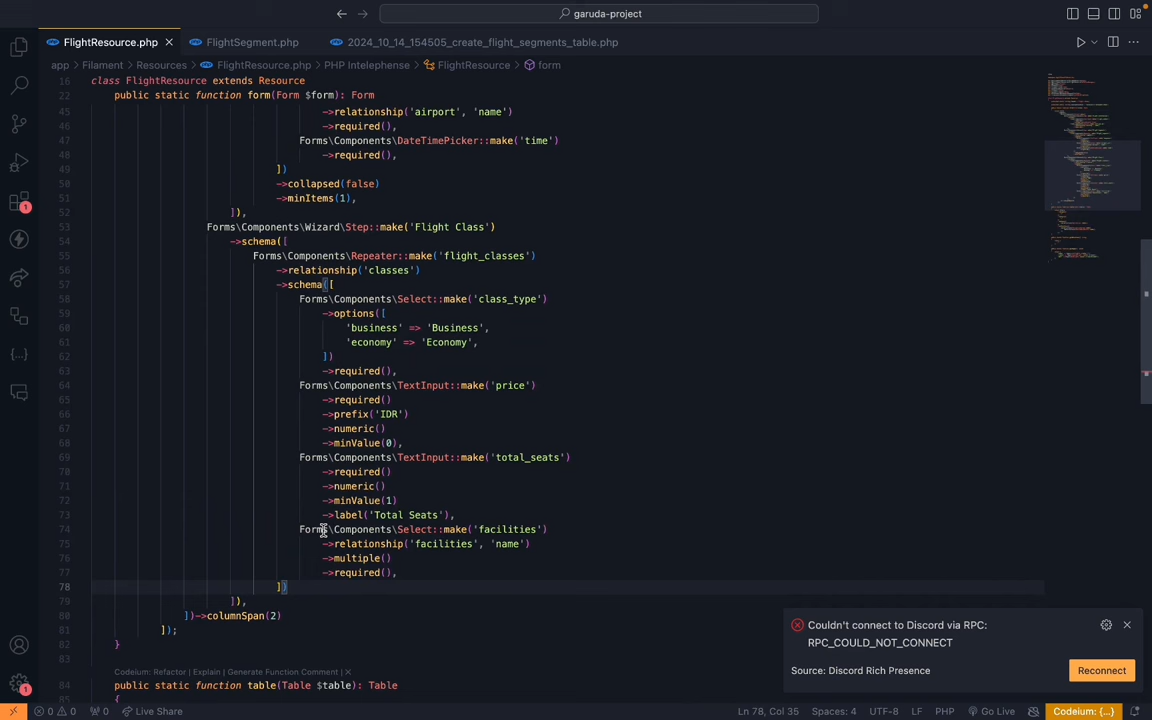 garuda-project
FlightResource.php
FlightSegment.php
2024_10_14_154505_create_flight_segments_table.php
app > Filament > Resources > FlightResource.php > PHP Intelephense > FlightResource > form
16 class FlightResource extends Resource
22 public static function form(Form $form): Form
45 ->relationship('airport', 'name')
46 ->required(),
47 Forms\Components\DateTimePicker::make('time')
48 ->required(),
49 ])
50 ->collapsed(false)
51 ->minItems(1),
52 ]),
53 Forms\Components\Wizard\Step::make('Flight Class')
54 ->schema([
55 Forms\Components\Repeater::make('flight_classes')
56 ->relationship('classes')
57 ->schema([
58 Forms\Components\Select::make('class_type')
59 ->options([
60 'business' => 'Business',
61 'economy' => 'Economy',
62 ])
63 ->required(),
64 Forms\Components\TextInput::make('price')
65 ->required()
66 ->prefix('IDR')
67 ->numeric()
68 ->minValue(0),
69 Forms\Components\TextInput::make('total_seats')
70 ->required()
71 ->numeric()
72 ->minValue(1)
73 ->label('Total Seats'),
74 Forms\Components\Select::make('facilities')
75 ->relationship('facilities', 'name')
76 ->multiple()
77 ->required(),
78 ])
79 ]),
80 ])->columnSpan(2)
81 ]);
82 }
83
Codeium: Refactor | Explain | Generate Function Comment | ×
84 public static function table(Table $table): Table
85 {
Couldn't connect to Discord via RPC:
RPC_COULD_NOT_CONNECT
Source: Discord Rich Presence
Reconnect
1
1
0 0 0 Live Share
Ln 78, Col 35 Spaces: 4 UTF-8 LF PHP Go Live Codeium: {...}